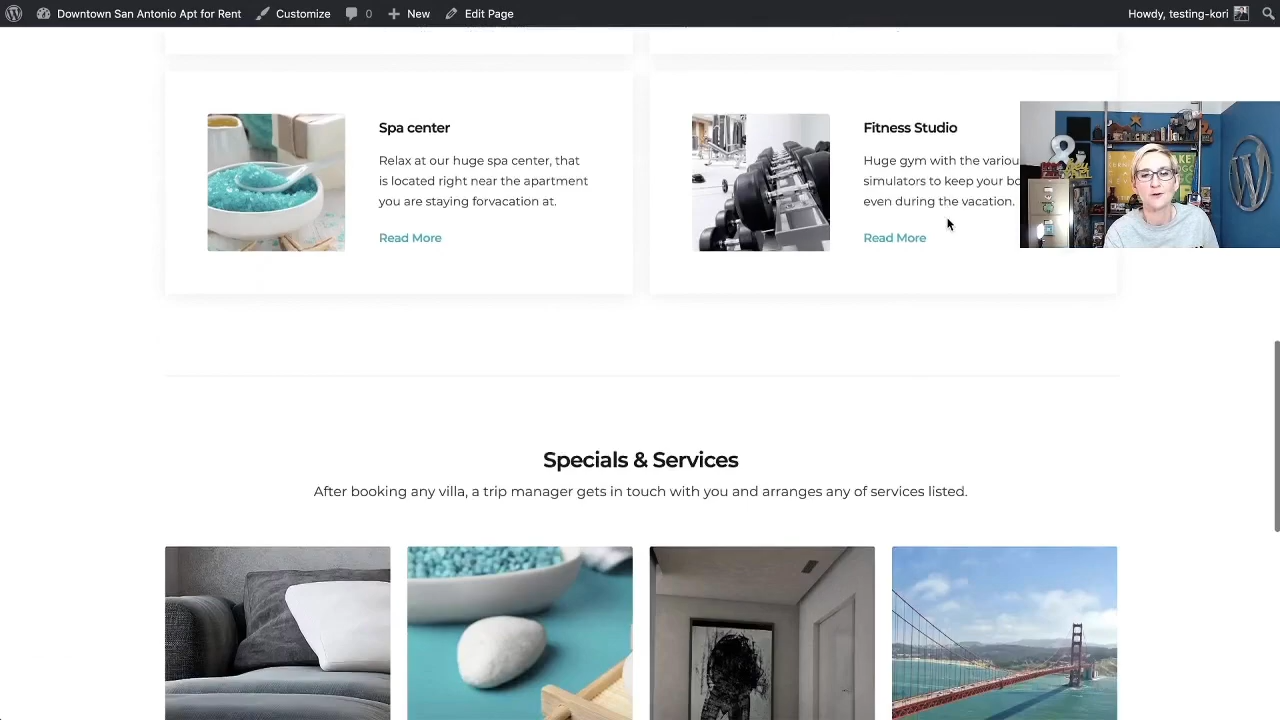 Downtown San Antonio Apt for Rent Customize 0 New Edit Page Howdy, testing-kori
Spa center
Relax at our huge spa center, that
is located right near the apartment
you are staying forvacation at.
Read More
Fitness Studio
Huge gym with the variou
simulators to keep your bo
even during the vacation.
Read More
Specials & Services
After booking any villa, a trip manager gets in touch with you and arranges any of services listed.